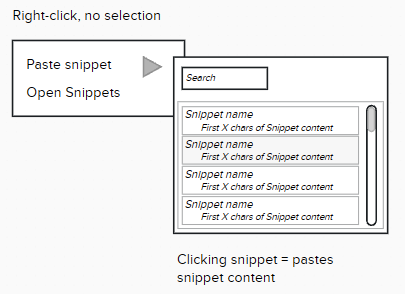 Right-click, no selection
Paste snippet
Open Snippets
Search
Snippet name
First X chars of Snippet content
Snippet name
First X chars of Snippet content
Snippet name
First X chars of Snippet content
Snippet name
First X chars of Snippet content
Clicking snippet = pastes
snippet content